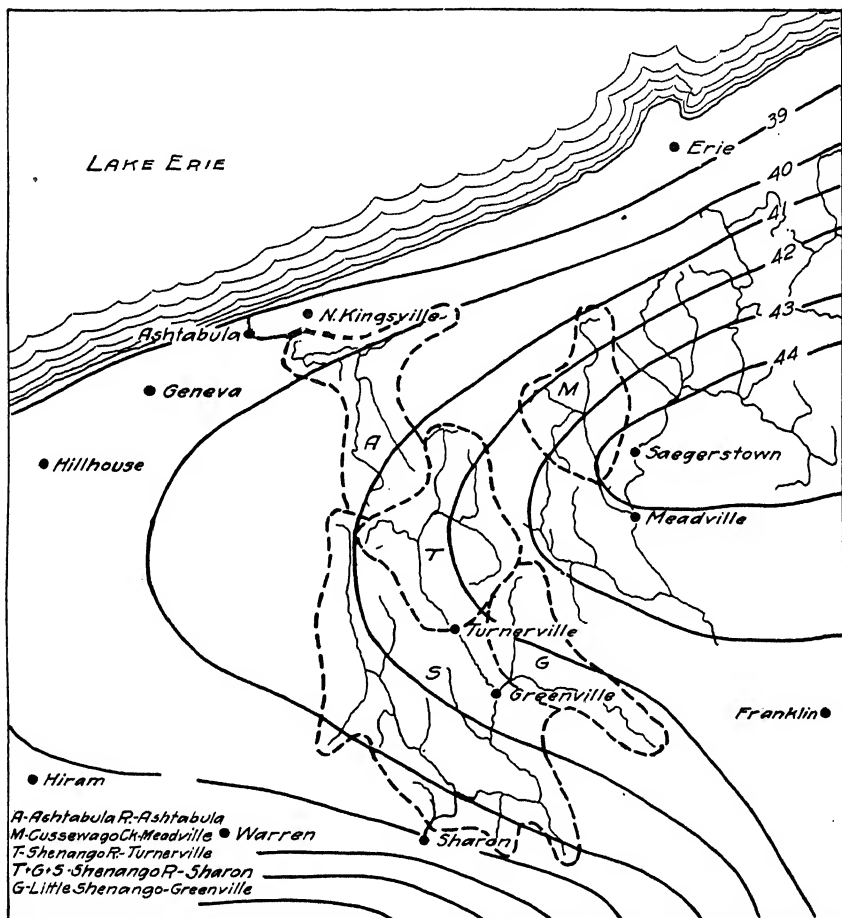 39
Erie
LAKE ERIE
40
41
42
N. Kingsville
43
Ashtabula
44
M
Geneva
A
Saegerstown
Hillhouse
Meadville
T
Turnerville
S
G
Greenville
Franklin
Hiram
A-Ashtabula R-Ashtabula
M-Cussewago Ck-Meadville
Warren
Sharon
T-Shenango R-Turnerville
T+G+S-Shenango R-Sharon
G-Little Shenango-Greenville